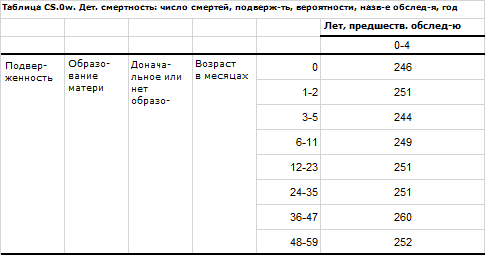 Таблица CS.0w. Дет. смертность: число смертей, подверж-ть, вероятности, назв-е обслед-я, год
Лет, предшеств. обслед-ю
0-4
Подвер-женность Образо-вание матери Доначa-льное или нет образо- Возраст в месяцах 0 246
1-2 251
3-5 244
6-11 249
12-23 251
24-35 251
36-47 260
48-59 252